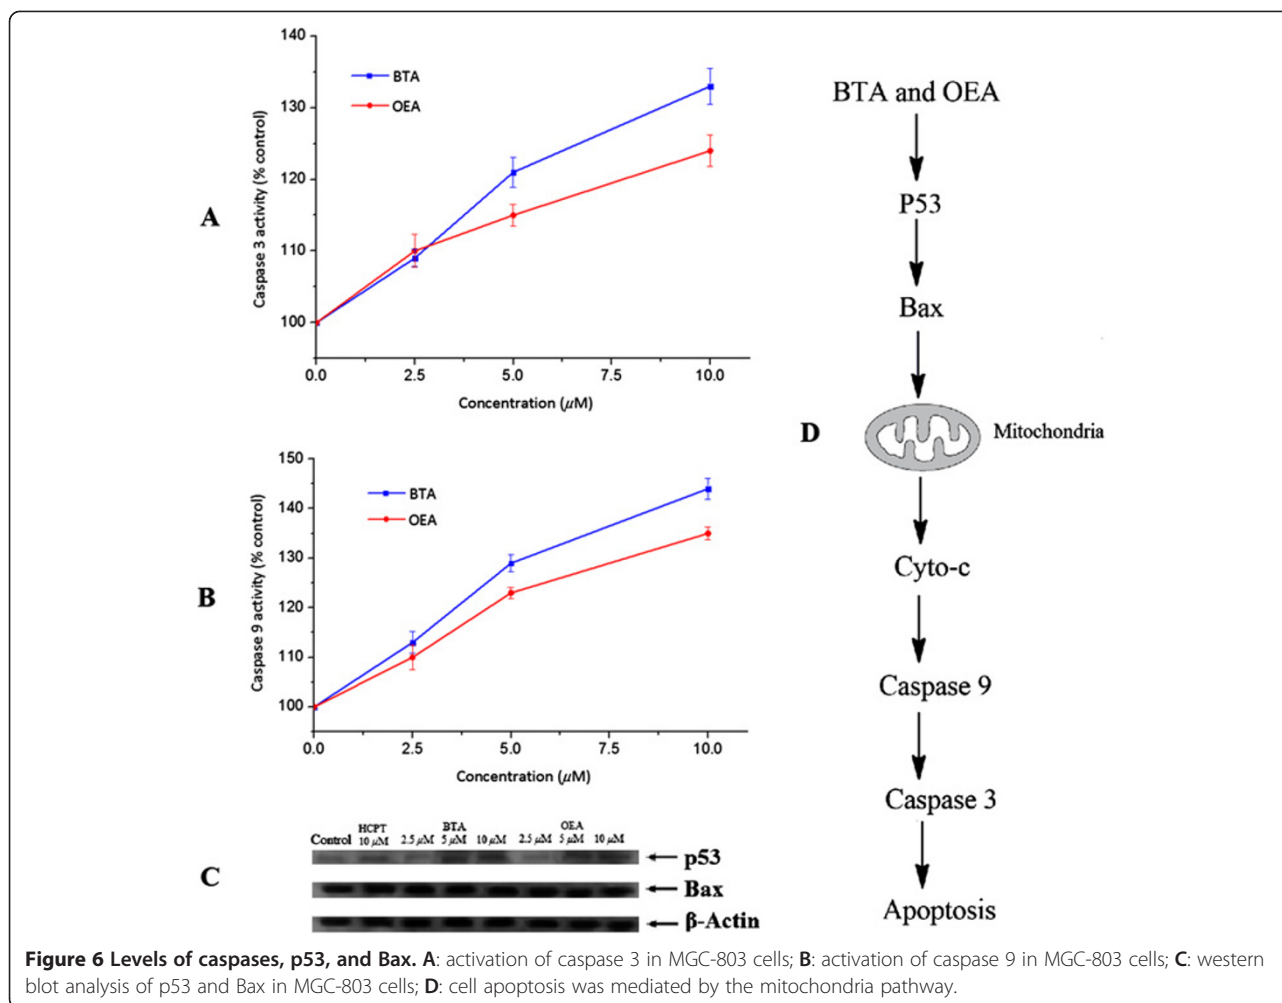 140
130
120
110
100
Caspase 3 activity (% control)
BTA
OEA
A
0.0 2.5 5.0 7.5 10.0
Concentration (μM)
150
140
130
120
110
100
Caspase 9 activity (% control)
BTA
OEA
B
0.0 2.5 5.0 7.5 10.0
Concentration (μM)
HCPT BTA OEA
Control 10 μM 2.5 μM 5 μM 10 μM 2.5 μM 5 μM 10 μM
C
p53
Bax
β-Actin
BTA and OEA
P53
Bax
D
Mitochondria
Cyto-c
Caspase 9
Caspase 3
Apoptosis
Figure 6 Levels of caspases, p53, and Bax. A: activation of caspase 3 in MGC-803 cells; B: activation of caspase 9 in MGC-803 cells; C: western
blot analysis of p53 and Bax in MGC-803 cells; D: cell apoptosis was mediated by the mitochondria pathway.